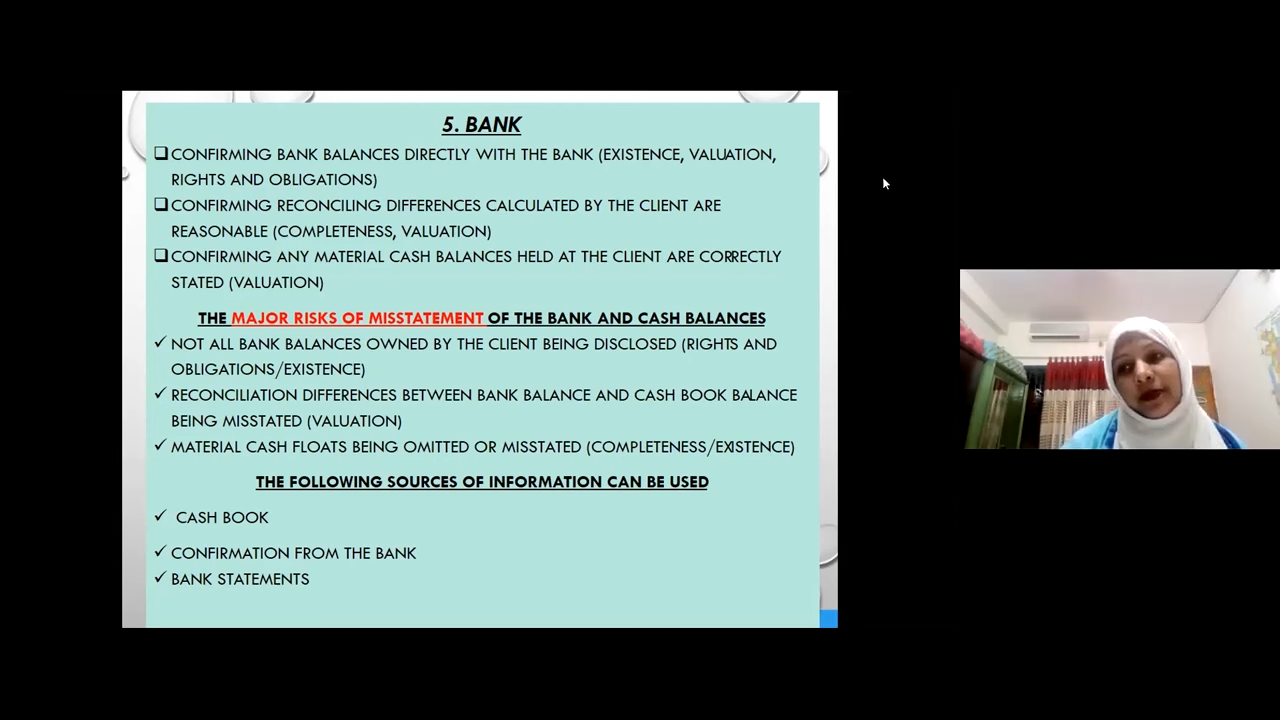 5. BANK
❑CONFIRMING BANK BALANCES DIRECTLY WITH THE BANK (EXISTENCE, VALUATION,
RIGHTS AND OBLIGATIONS)
❑CONFIRMING RECONCILING DIFFERENCES CALCULATED BY THE CLIENT ARE
REASONABLE (COMPLETENESS, VALUATION)
❑CONFIRMING ANY MATERIAL CASH BALANCES HELD AT THE CLIENT ARE CORRECTLY
STATED (VALUATION)
THE MAJOR RISKS OF MISSTATEMENT OF THE BANK AND CASH BALANCES
✓ NOT ALL BANK BALANCES OWNED BY THE CLIENT BEING DISCLOSED (RIGHTS AND
OBLIGATIONS/EXISTENCE)
✓ RECONCILIATION DIFFERENCES BETWEEN BANK BALANCE AND CASH BOOK BALANCE
BEING MISSTATED (VALUATION)
✓ MATERIAL CASH FLOATS BEING OMITTED OR MISSTATED (COMPLETENESS/EXISTENCE)
THE FOLLOWING SOURCES OF INFORMATION CAN BE USED
✓ CASH BOOK
✓ CONFIRMATION FROM THE BANK
✓ BANK STATEMENTS